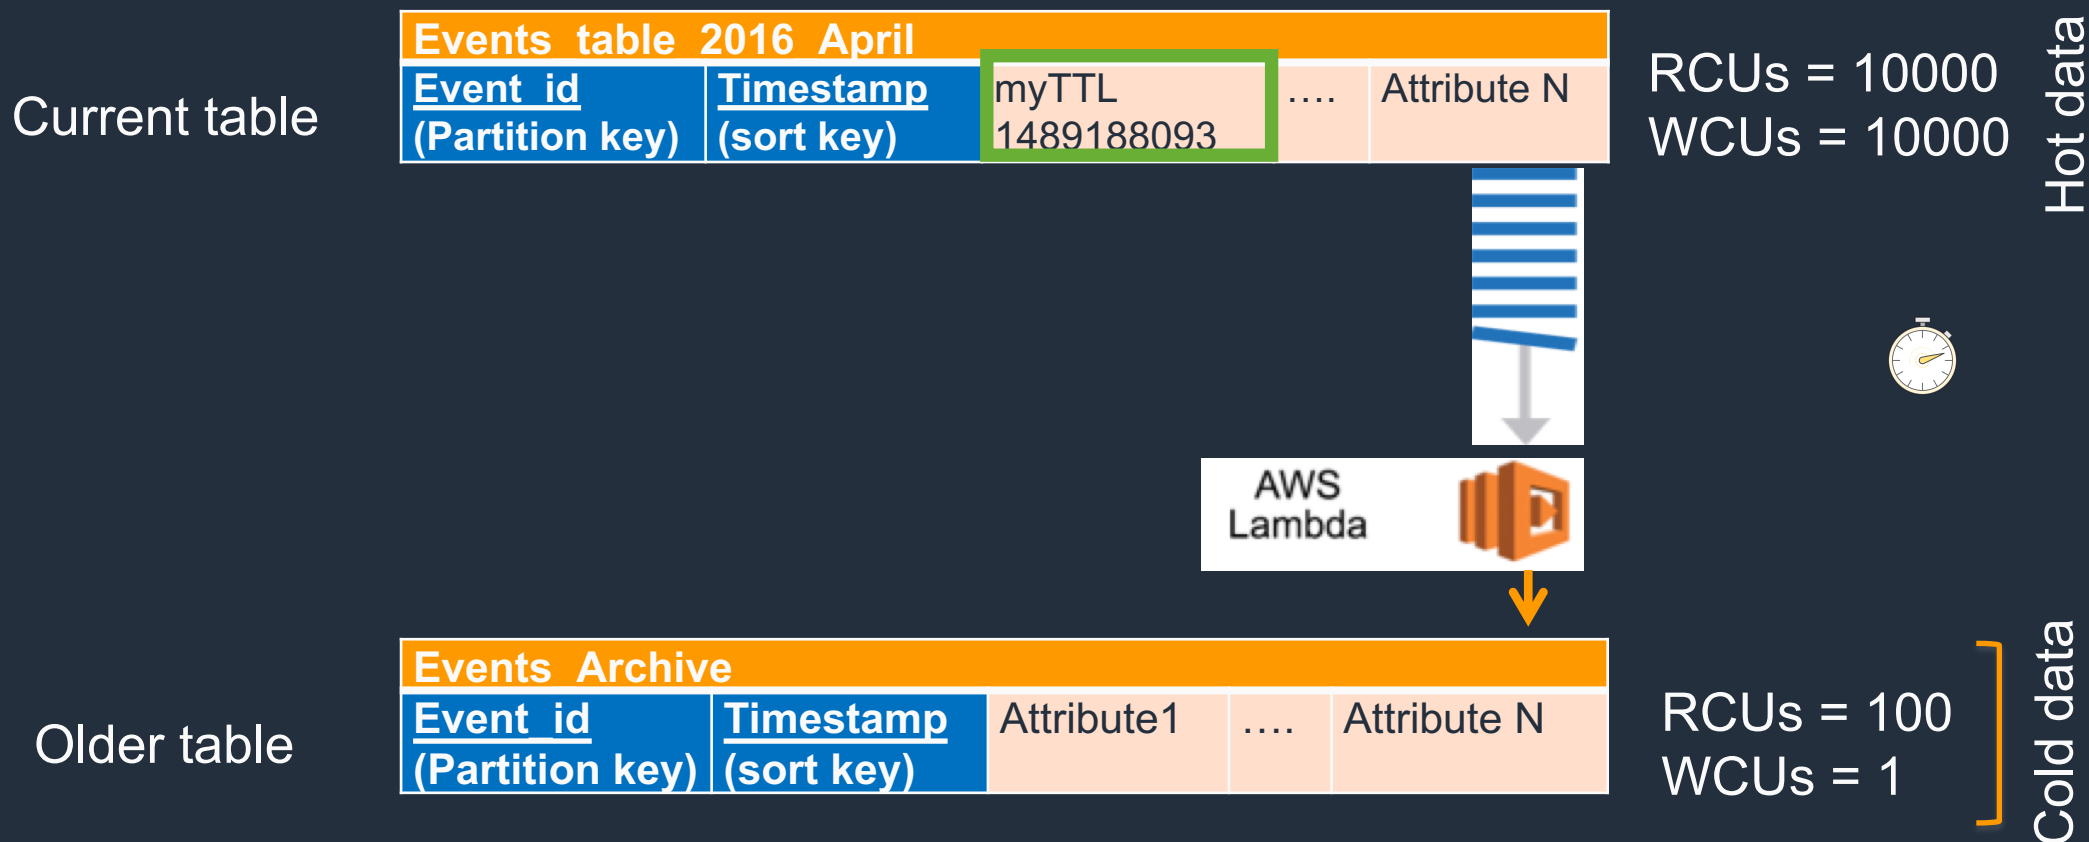 Current table
Events_table_2016_April
Event_id
(Partition key)
Timestamp
(sort key)
myTTL
1489188093
….
Attribute N
RCUs = 10000
WCUs = 10000
Hot data
AWS
Lambda
Older table
Events_Archive
Event_id
(Partition key)
Timestamp
(sort key)
Attribute1
….
Attribute N
RCUs = 100
WCUs = 1
Cold data